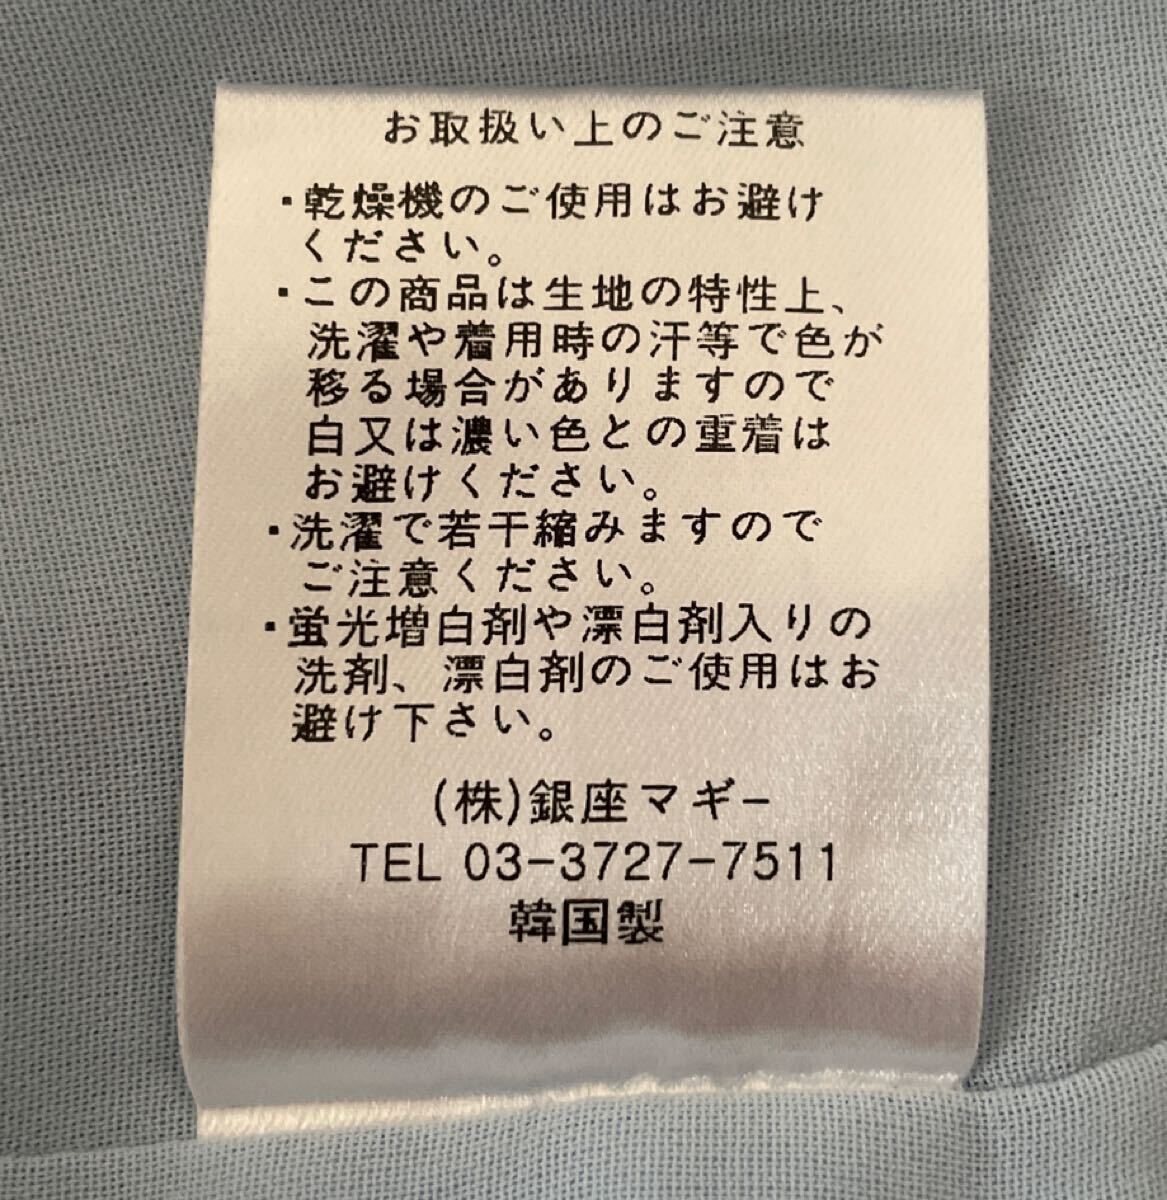 お取扱い上のご注意
・乾燥機のご使用はお避け
ください。
・この商品は生地の特性上、
洗濯や着用時の汗等で色が
移る場合がありますので
白又は濃い色との重着は
お避けください。
・洗濯で若干縮みますので
ご注意ください。
・蛍光増白剤や漂白剤入りの
洗剤、漂白剤のご使用はお
避け下さい。
(株)銀座マギー
TEL 03-3727-7511
韓国製